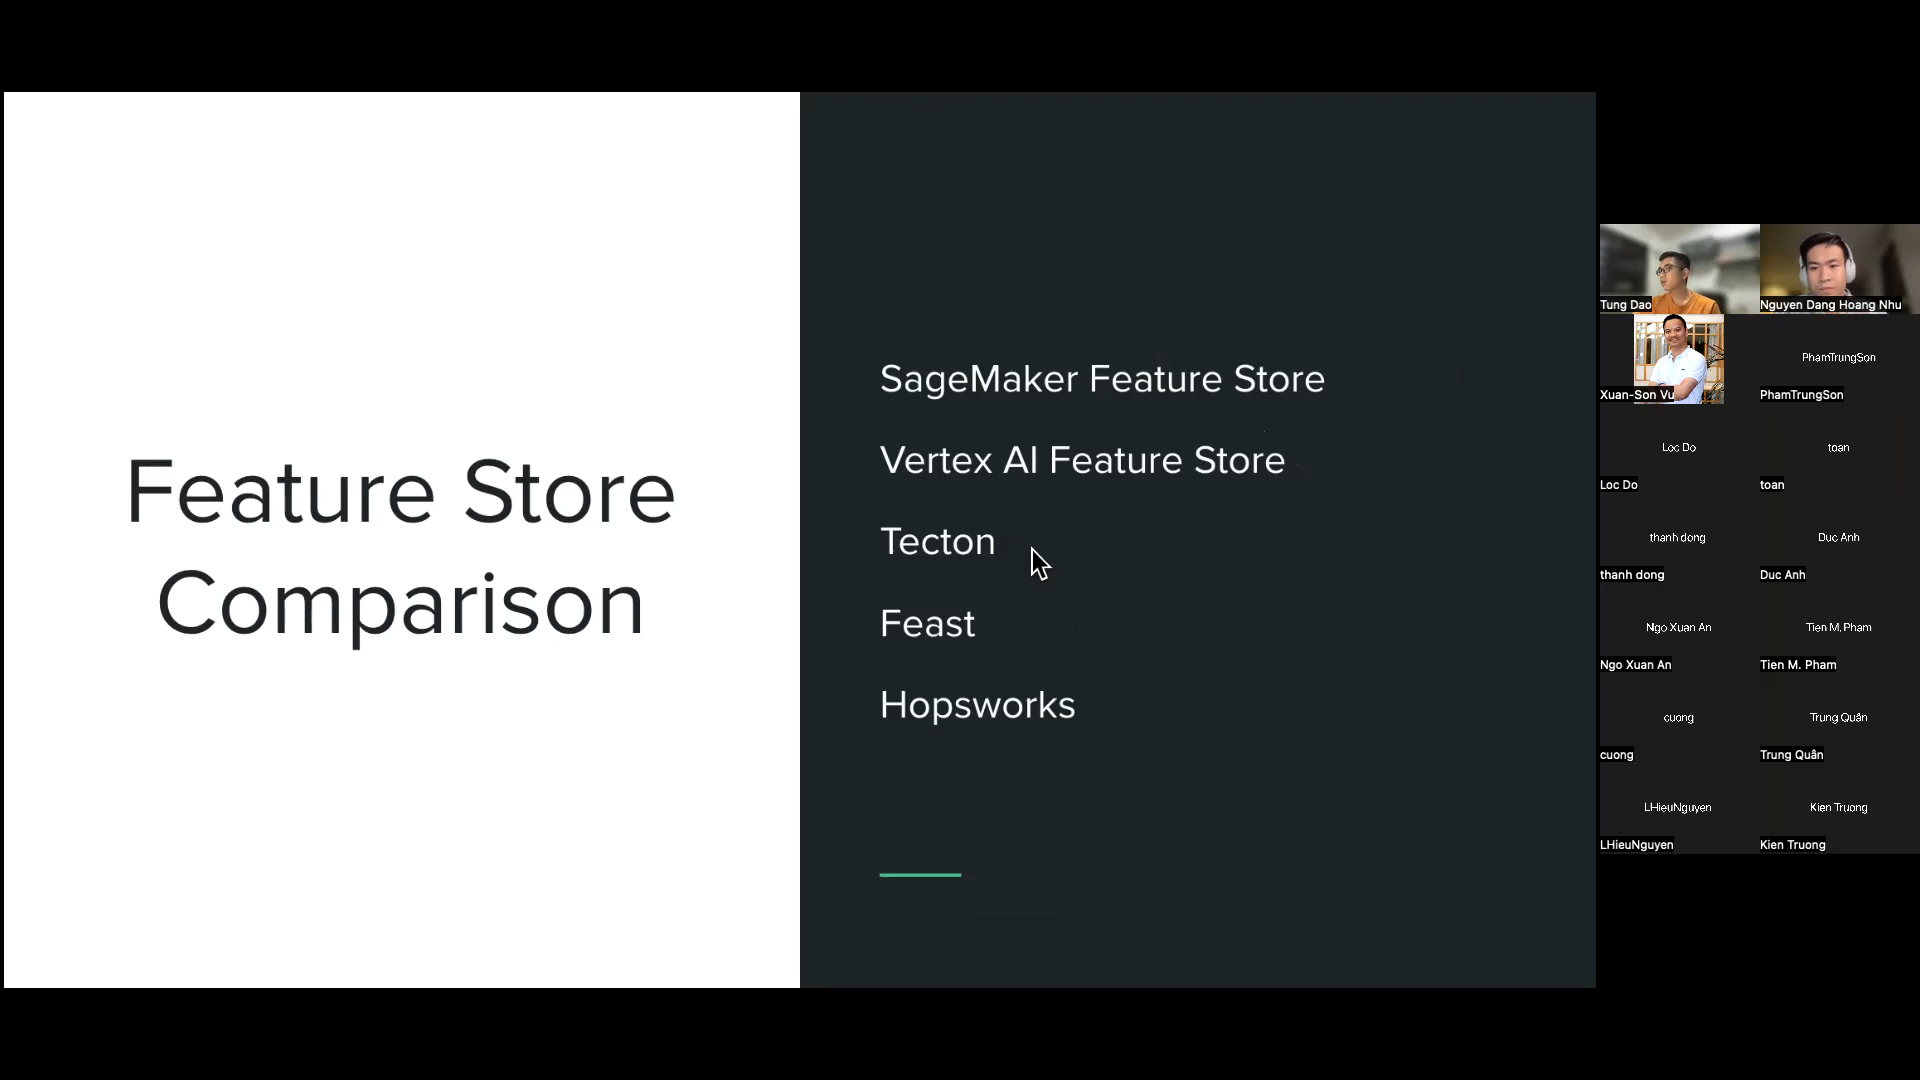 Feature Store
Comparison
SageMaker Feature Store
Vertex AI Feature Store
Tecton
Feast
Hopsworks
Tung Dao
Nguyen Dang Hoang Nhu
Xuan-Son Vu
PhamTrungSon
PhamTrungSon
Loc Do
Loc Do
toan
toan
thanh dong
thanh dong
Duc Anh
Duc Anh
Ngo Xuan An
Ngo Xuan An
Tien M. Pham
Tien M. Pham
cuong
cuong
Trung Quân
Trung Quân
LHieuNguyen
LHieuNguyen
Kien Truong
Kien Truong